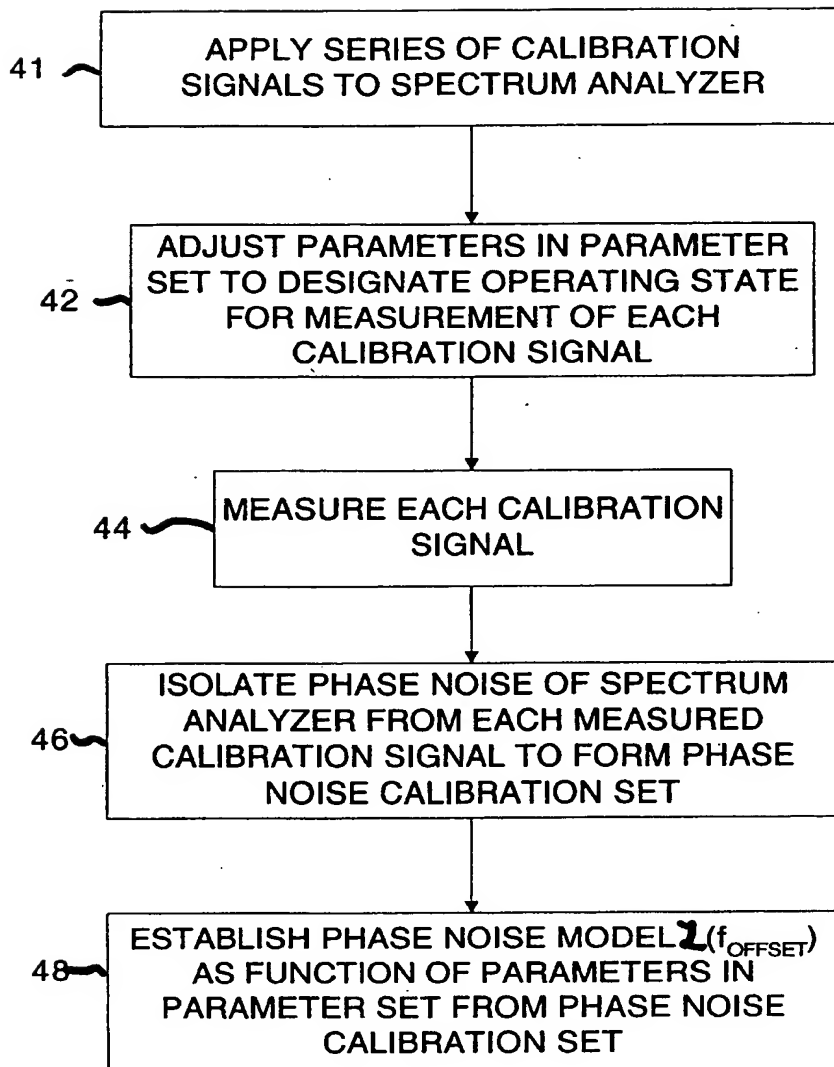 41
APPLY SERIES OF CALIBRATION
SIGNALS TO SPECTRUM ANALYZER
42
ADJUST PARAMETERS IN PARAMETER
SET TO DESIGNATE OPERATING STATE
FOR MEASUREMENT OF EACH
CALIBRATION SIGNAL
44
MEASURE EACH CALIBRATION
SIGNAL
46
ISOLATE PHASE NOISE OF SPECTRUM
ANALYZER FROM EACH MEASURED
CALIBRATION SIGNAL TO FORM PHASE
NOISE CALIBRATION SET
48
ESTABLISH PHASE NOISE MODEL (fOFFSET)
AS FUNCTION OF PARAMETERS IN
PARAMETER SET FROM PHASE NOISE
CALIBRATION SET